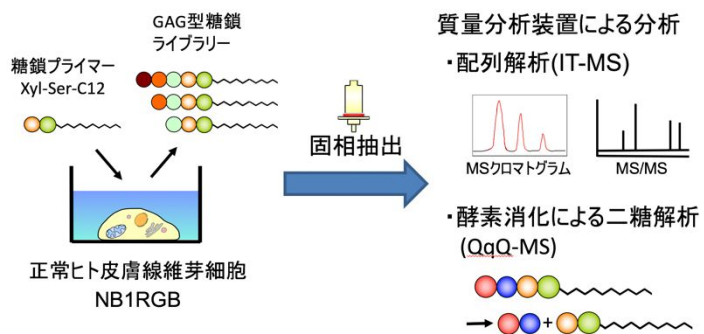 糖鎖プライマー
Xyl-Ser-C12
GAG型糖鎖
ライブラリー
正常ヒト皮膚線維芽細胞
NB1RGB
固相抽出
質量分析装置による分析
・配列解析(IT-MS)
MSクロマトグラム
MS/MS
・酵素消化による二糖解析
(QqQ-MS)
+